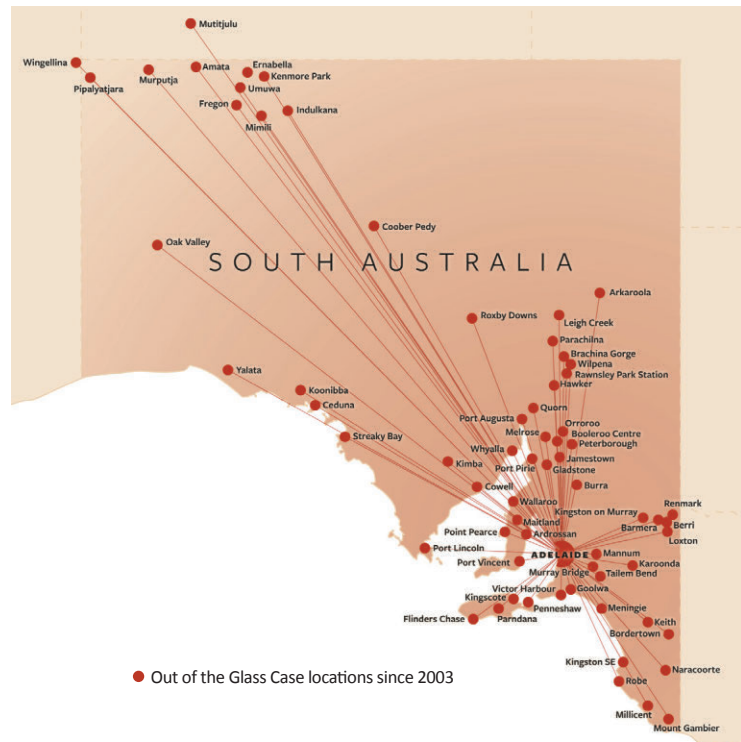 Mutitjulu
Wingellina
Pipalyatjara
Murputja
Amata
Ernabella
Kenmore Park
Umuwa
Fregon
Indulkana
Mimili
Coober Pedy
Oak Valley
SOUTH AUSTRALIA
Arkaroola
Roxby Downs
Leigh Creek
Parachilna
Brachina Gorge
Wilpena
Rawnsley Park Station
Hawker
Yalata
Koonibba
Ceduna
Quorn
Port Augusta
Orroroo
Melrose
Booleroo Centre
Peterborough
Streaky Bay
Whyalla
Jamestown
Kimba
Port Pirie
Gladstone
Cowell
Burra
Wallaroo
Kingston on Murray
Renmark
Maitland
Barmera
Berri
Point Pearce
Ardrossan
Loxton
Port Lincoln
ADELAIDE
Mannum
Port Vincent
Karoonda
Murray Bridge
Tailem Bend
Victor Harbour
Goolwa
Kingscote
Penneshaw
Meningie
Flinders Chase
Parndana
Keith
Bordertown
Kingston SE
Naracoorte
Robe
Out of the Glass Case locations since 2003
Millicent
Mount Gambier